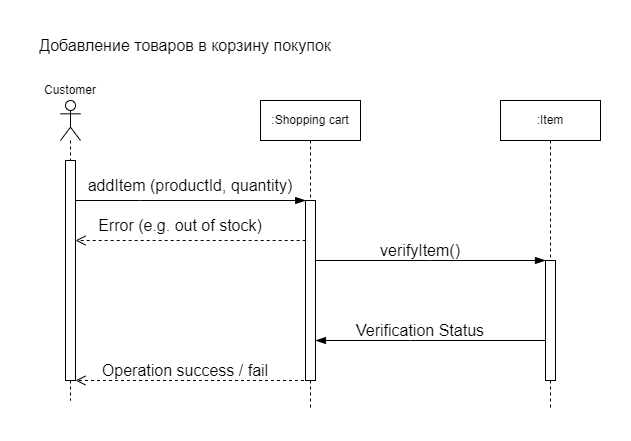 Добавление товаров в корзину покупок
Customer
:Shopping cart
:Item
addItem (productId, quantity)
Error (e.g. out of stock)
verifyItem()
Verification Status
Operation success / fail